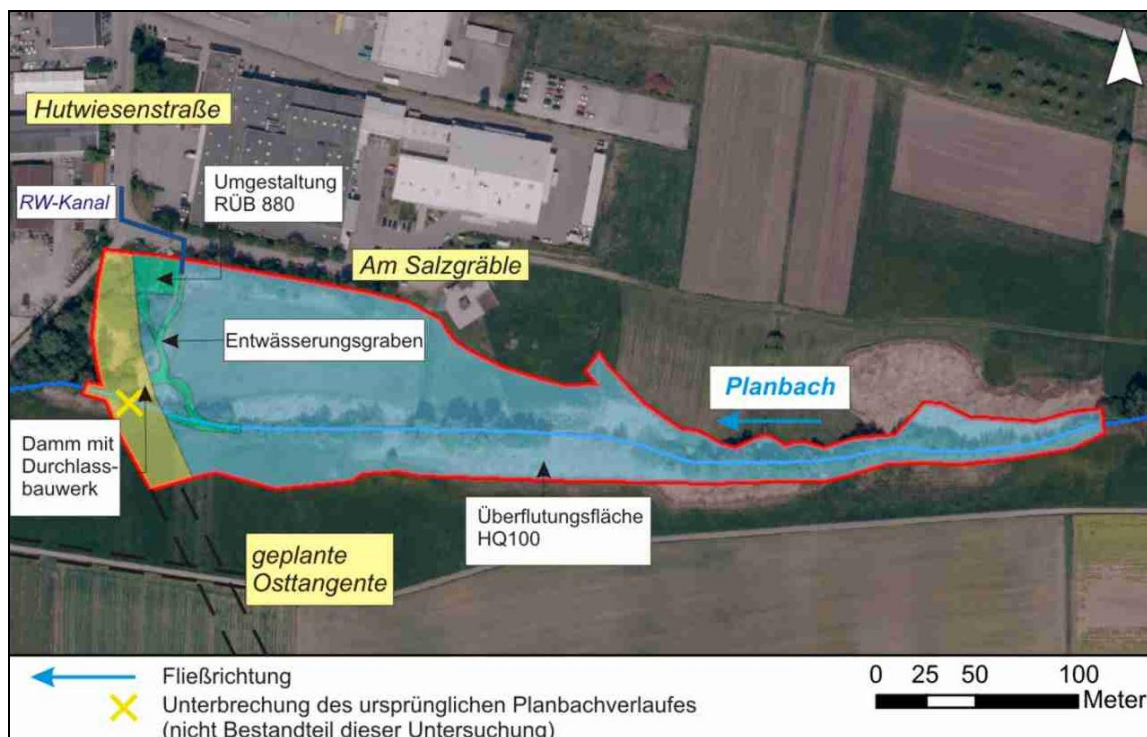 Hutwiesenstraße
Umgestaltung
RÜB 880
RW-Kanal
Am Salzgräble
Entwässerungsgraben
Planbach
Damm mit
Durchlass-
bauwerk
Überflutungsfläche
HQ100
geplante
Osttangente
Fließrichtung
Unterbrechung des ursprünglichen Planbachverlaufes
(nicht Bestandteil dieser Untersuchung)
0 25 50 100
Meter